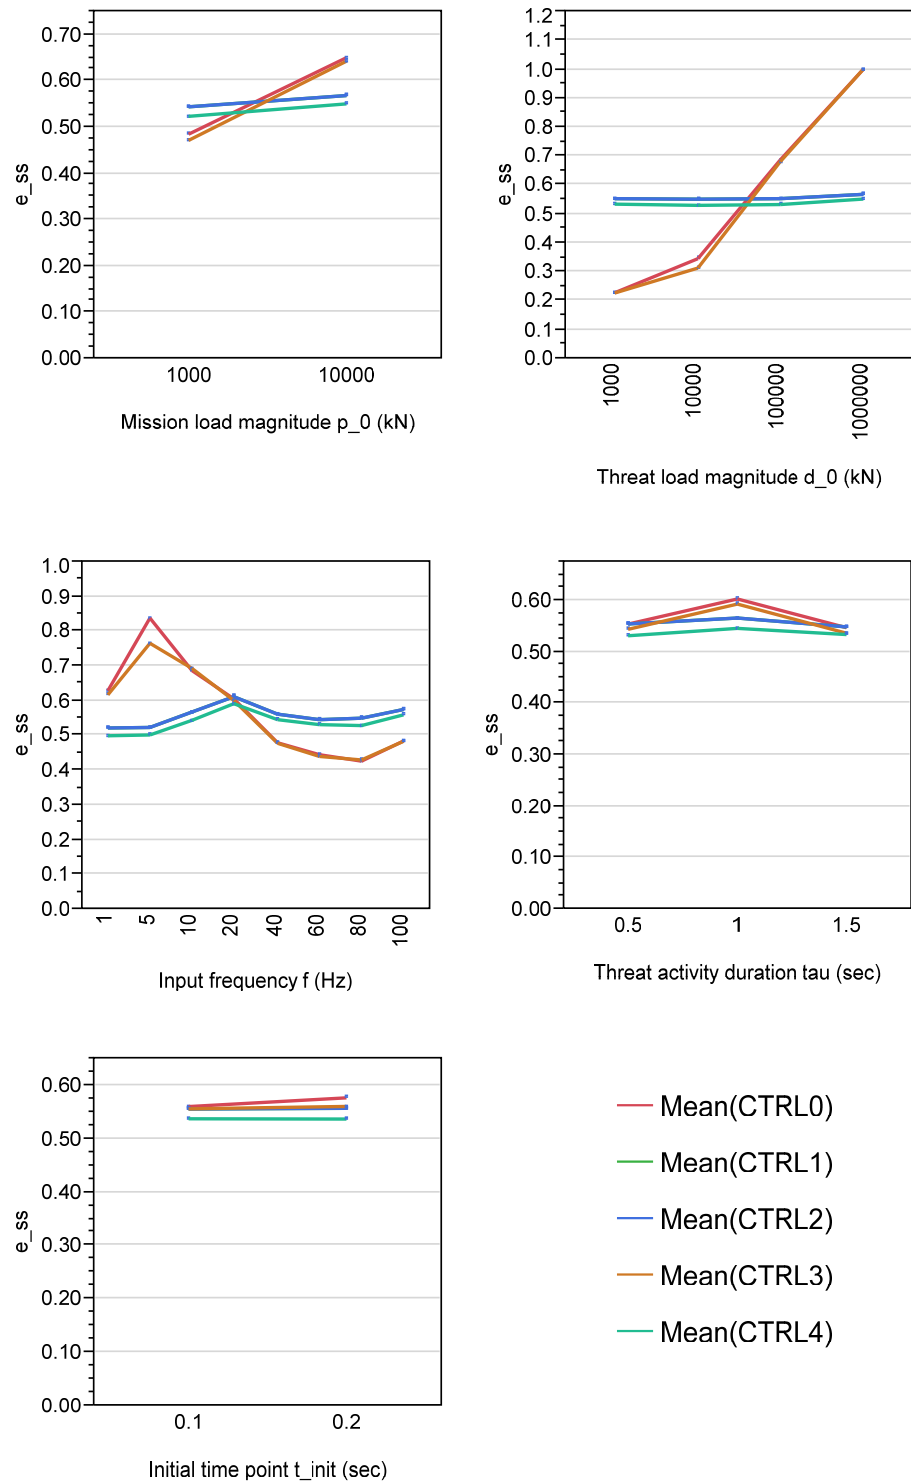 e_ss
0.70
0.60
0.50
0.40
0.30
0.20
0.10
0.00
1000 10000
Mission load magnitude p_0 (kN)
e_ss
1.2
1.1
1.0
0.9
0.8
0.7
0.6
0.5
0.4
0.3
0.2
0.1
0.0
1000 10000 100000 1000000
Threat load magnitude d_0 (kN)
e_ss
1.0
0.9
0.8
0.7
0.6
0.5
0.4
0.3
0.2
0.1
0.0
1 5 10 20 40 60 80 100
Input frequency f (Hz)
e_ss
0.60
0.50
0.40
0.30
0.20
0.10
0.00
0.5 1 1.5
Threat activity duration tau (sec)
e_ss
0.60
0.50
0.40
0.30
0.20
0.10
0.00
0.1 0.2
Initial time point t_init (sec)
Mean(CTRL0)
Mean(CTRL1)
Mean(CTRL2)
Mean(CTRL3)
Mean(CTRL4)